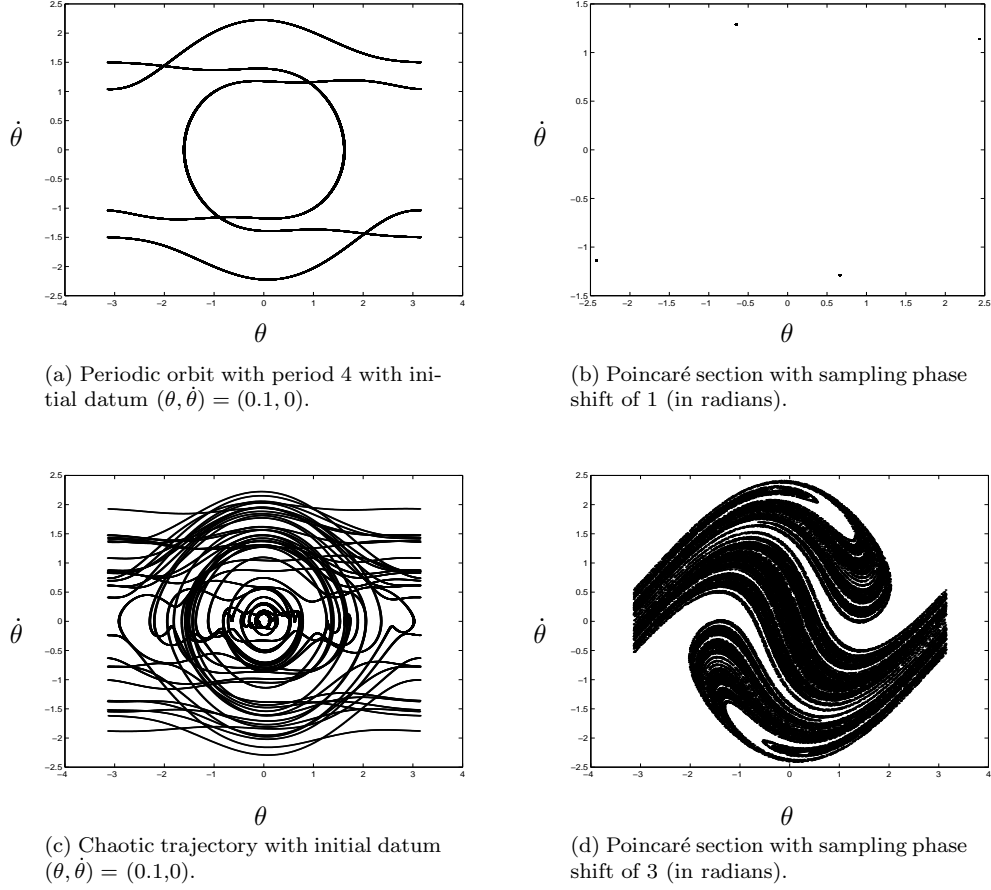 2.5
2
1.5
1
0.5
0
−0.5
−1
−1.5
−2
−2.5
−4 −3 −2 −1 0 1 2 3 4
θ̇
θ
(a) Periodic orbit with period 4 with ini-
tial datum (θ, θ̇) = (0.1, 0).
1.5
1
0.5
0
−0.5
−1
−1.5
−2.5 −2 −1.5 −1 −0.5 0 0.5 1 1.5 2 2.5
θ̇
θ
(b) Poincaré section with sampling phase
shift of 1 (in radians).
2.5
2
1.5
1
0.5
0
−0.5
−1
−1.5
−2
−2.5
−4 −3 −2 −1 0 1 2 3 4
θ̇
θ
(c) Chaotic trajectory with initial datum
(θ, θ̇) = (0.1,0).
2.5
2
1.5
1
0.5
0
−0.5
−1
−1.5
−2
−2.5
−4 −3 −2 −1 0 1 2 3 4
θ̇
θ
(d) Poincaré section with sampling phase
shift of 3 (in radians).